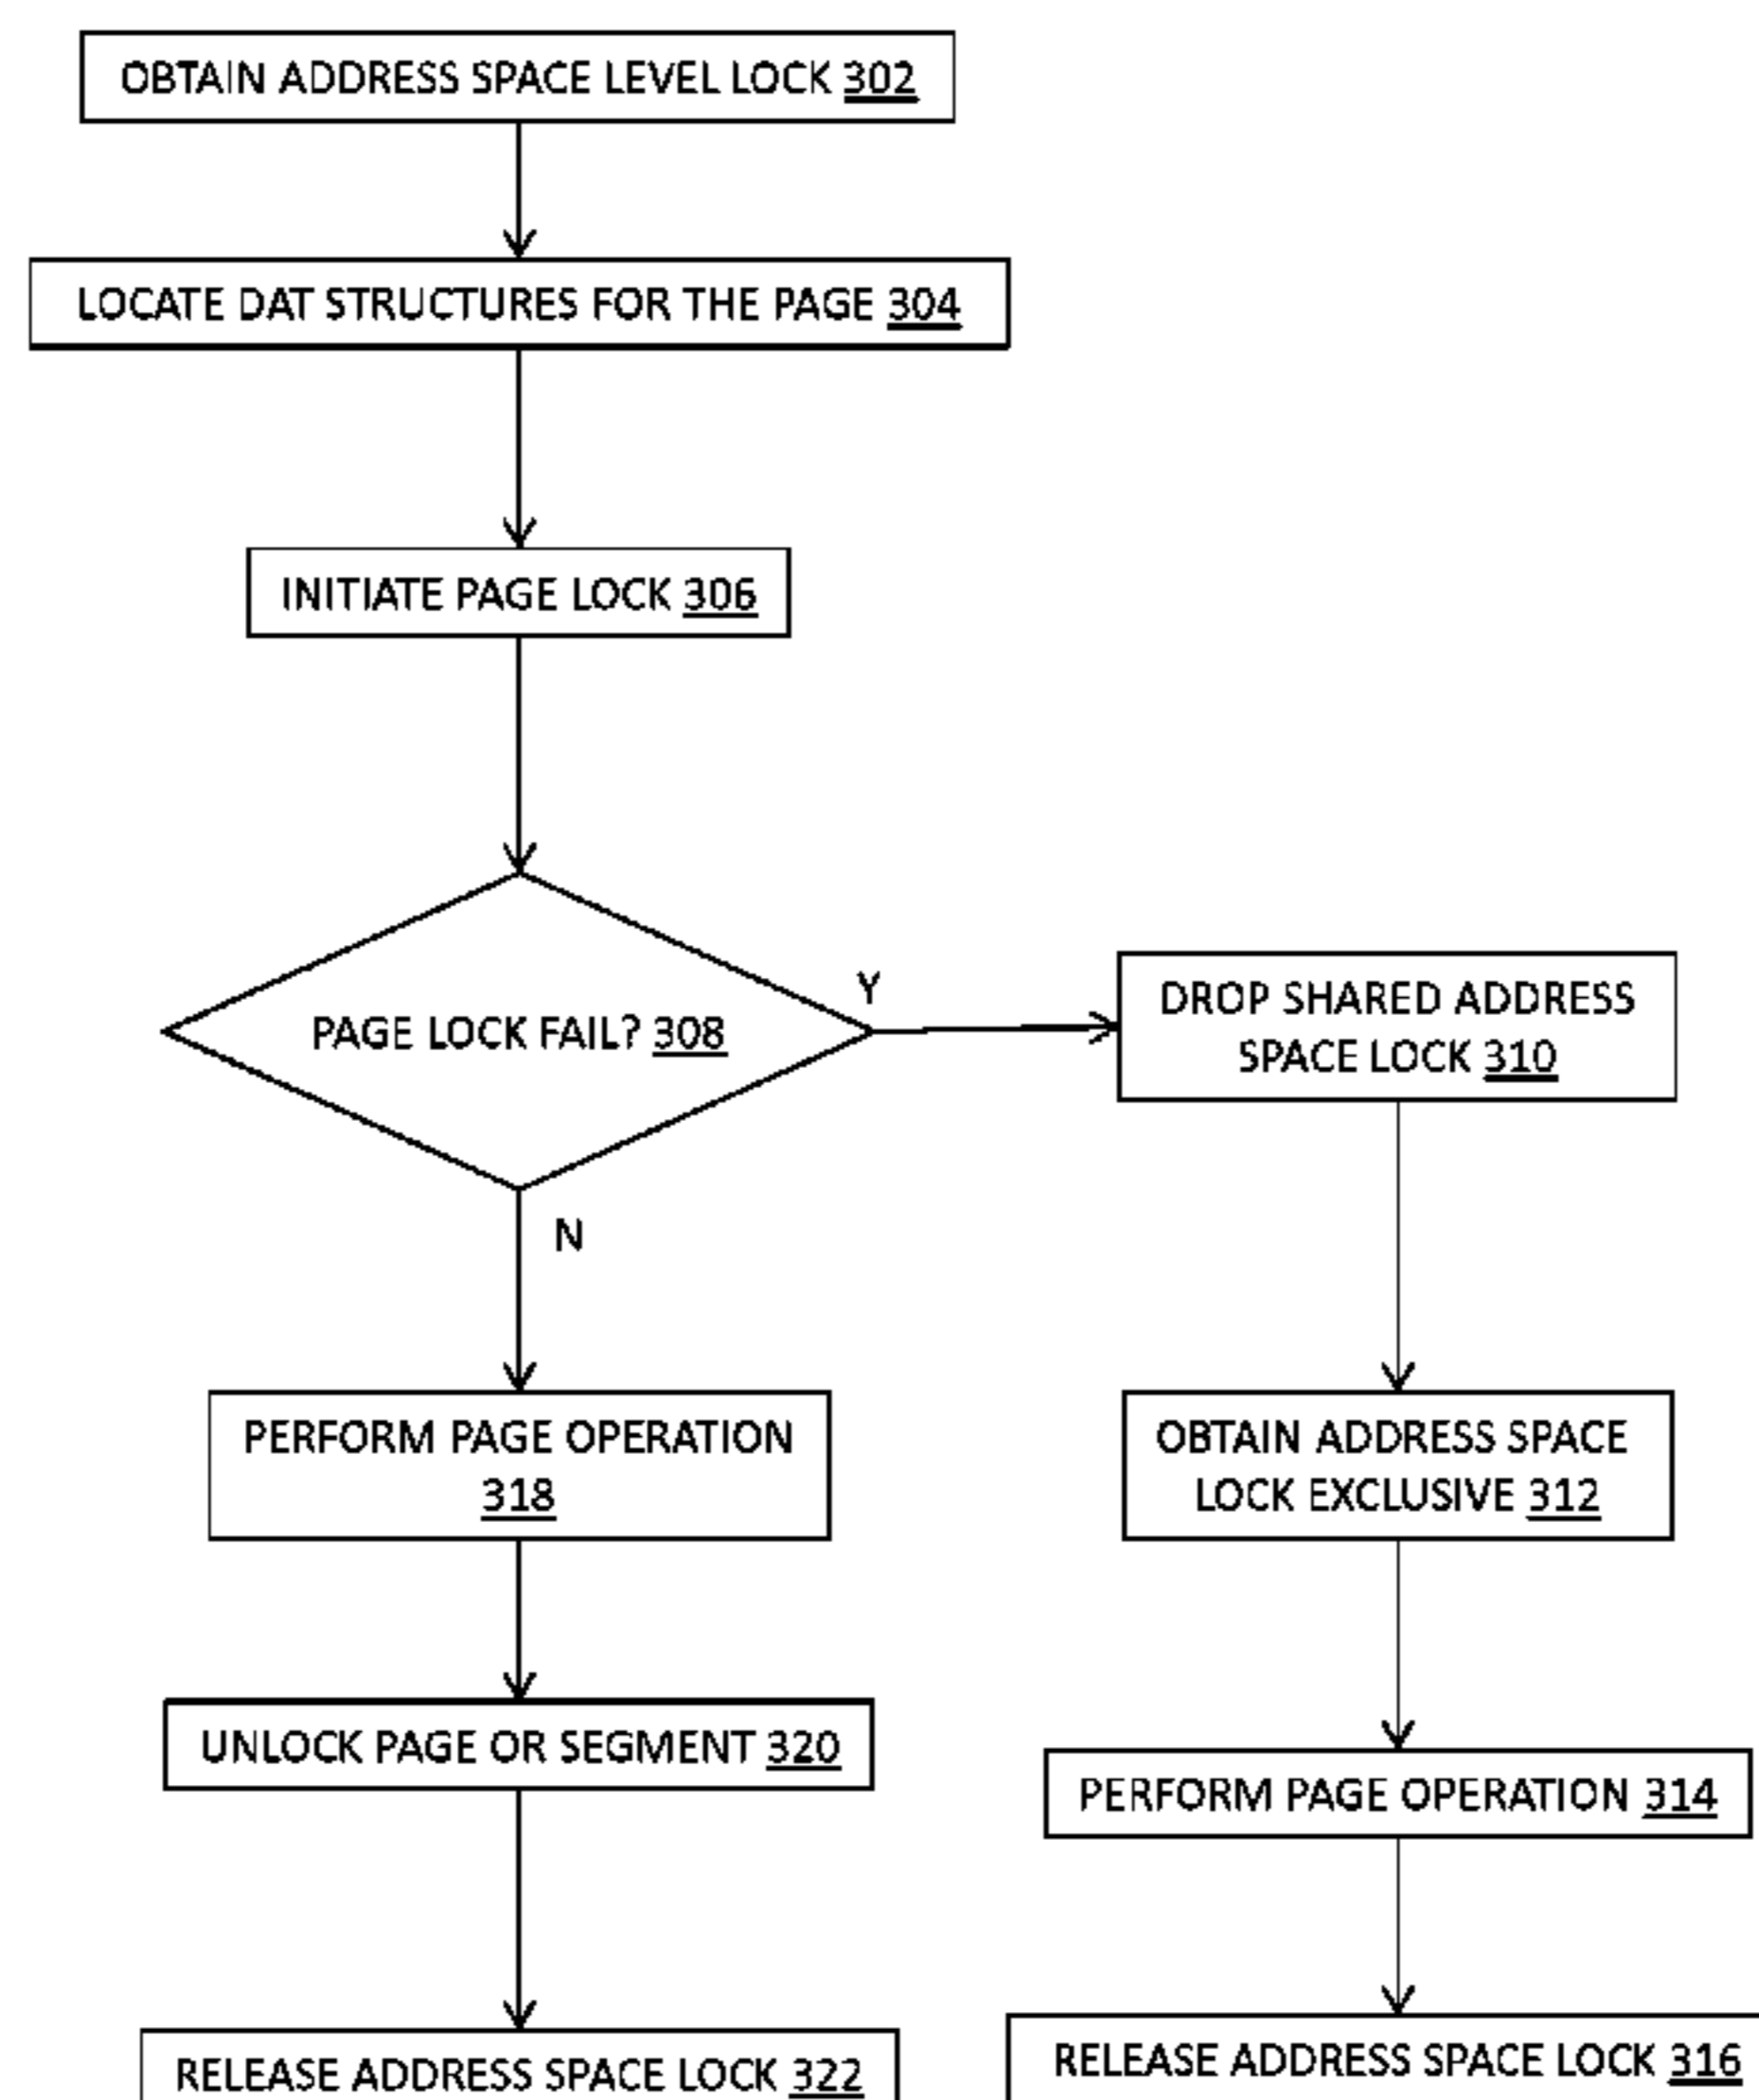 OBTAIN ADDRESS SPACE LEVEL LOCK 302
LOCATE DAT STRUCTURES FOR THE PAGE 304
INITIATE PAGE LOCK 306
PAGE LOCK FAIL? 308
Y
DROP SHARED ADDRESS
SPACE LOCK 310
N
PERFORM PAGE OPERATION
318
OBTAIN ADDRESS SPACE
LOCK EXCLUSIVE 312
UNLOCK PAGE OR SEGMENT 320
PERFORM PAGE OPERATION 314
RELEASE ADDRESS SPACE LOCK 322
RELEASE ADDRESS SPACE LOCK 316